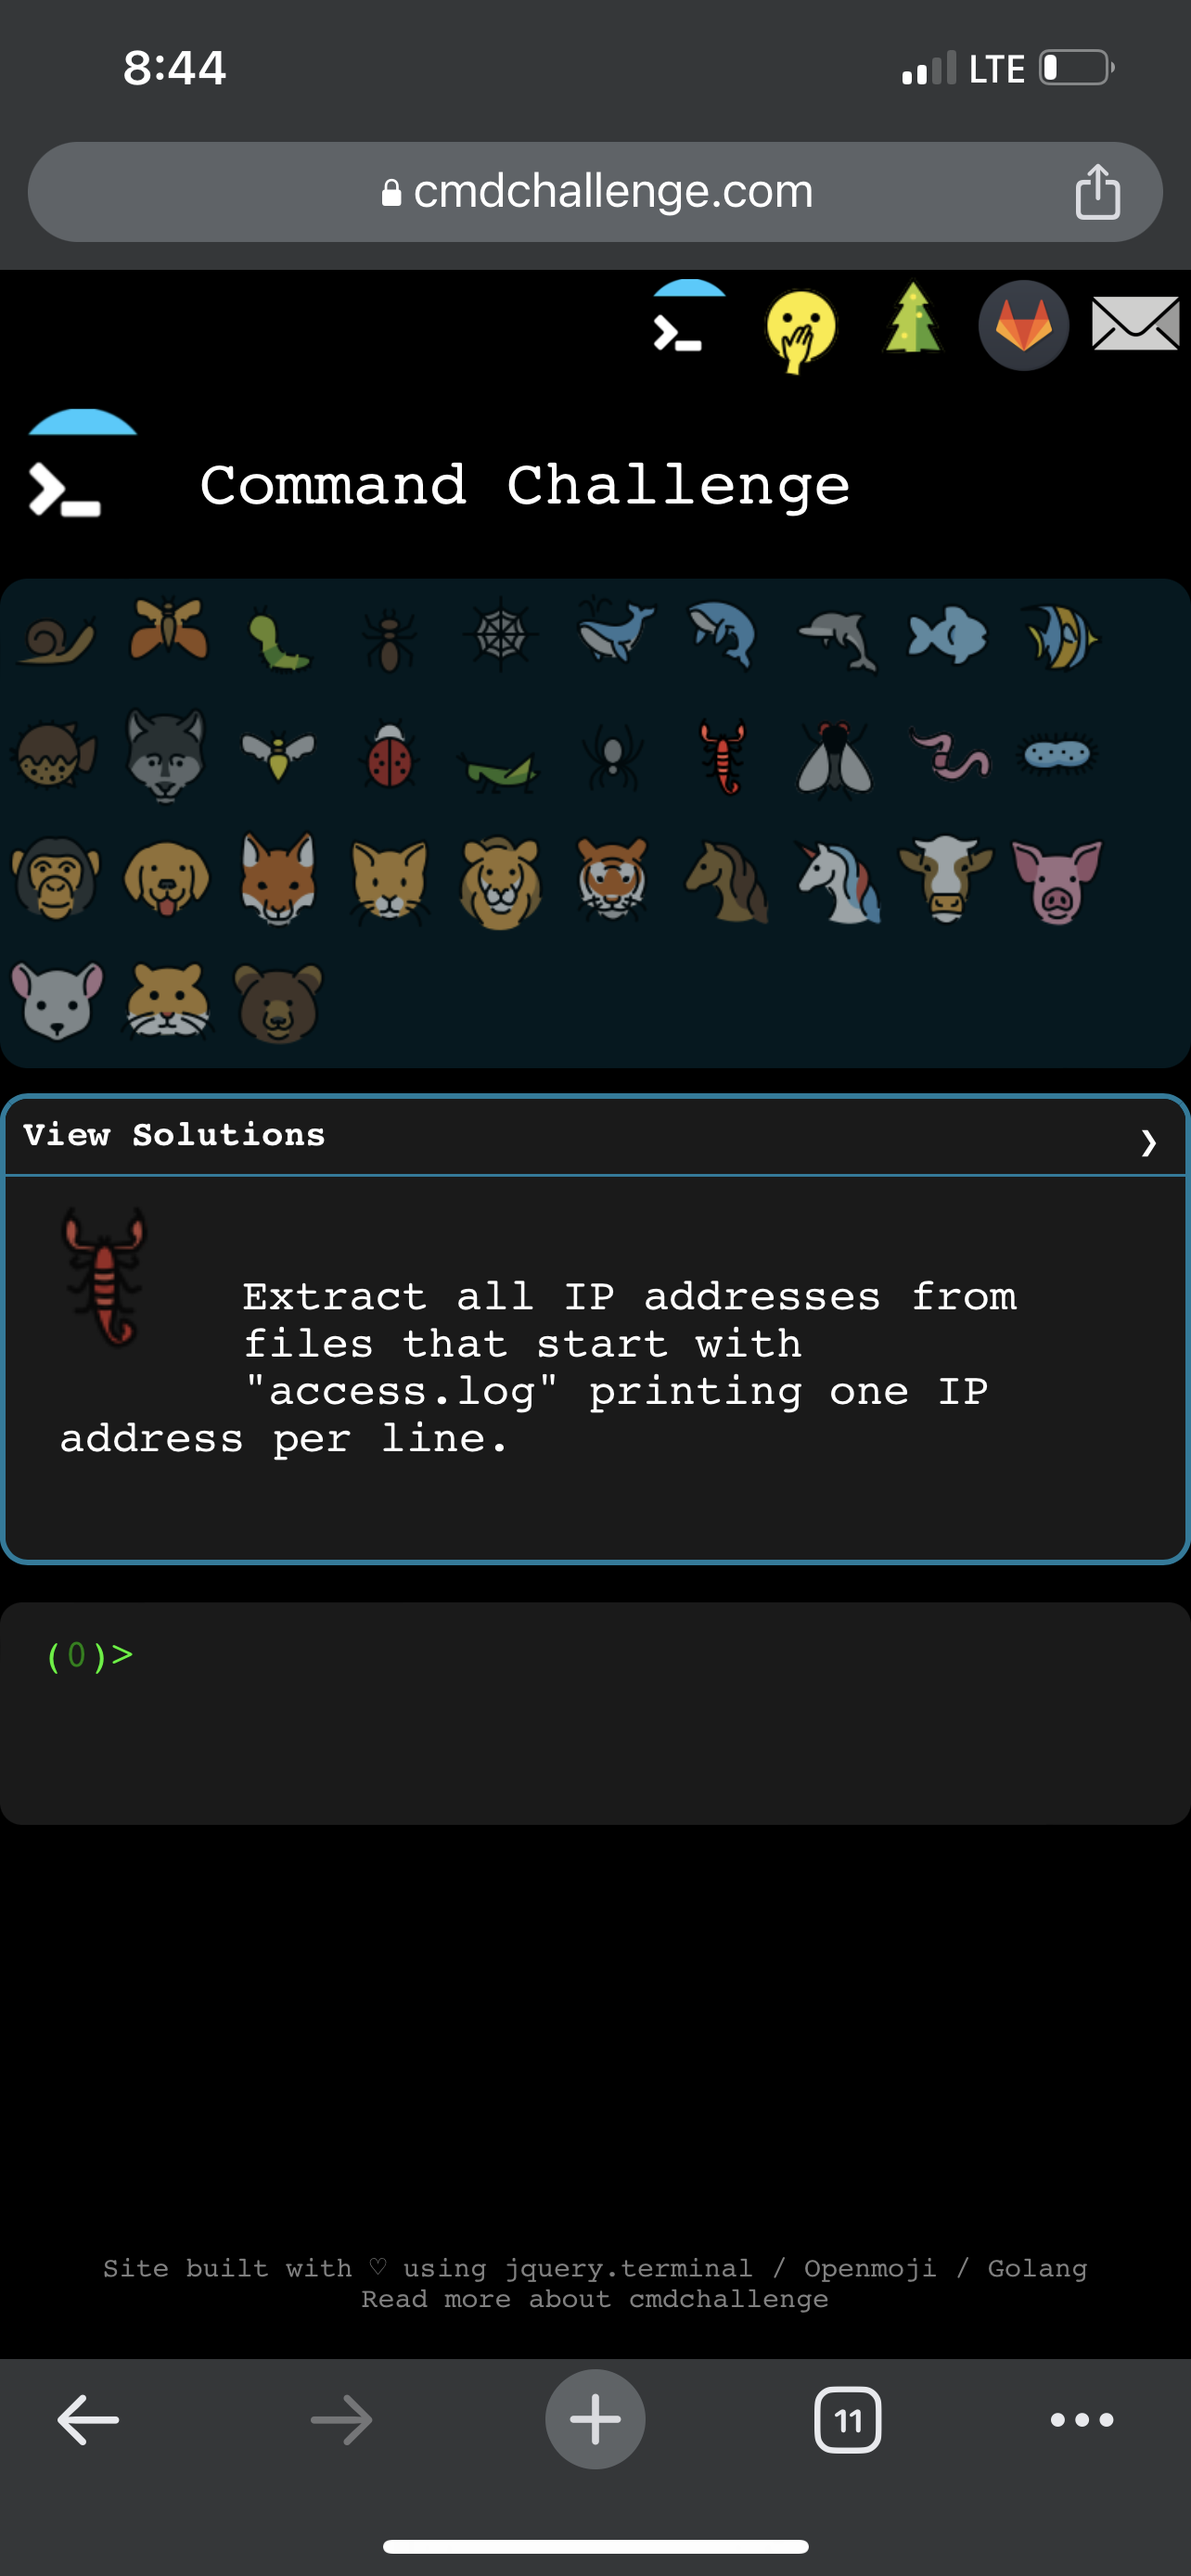 8:44
LTE
cmdchallenge.com
Command Challenge
View Solutions
Extract all IP addresses from
files that start with
"access.log" printing one IP
address per line.
(0)>
Site built with ♡ using jquery.terminal / Openmoji / Golang
Read more about cmdchallenge
11